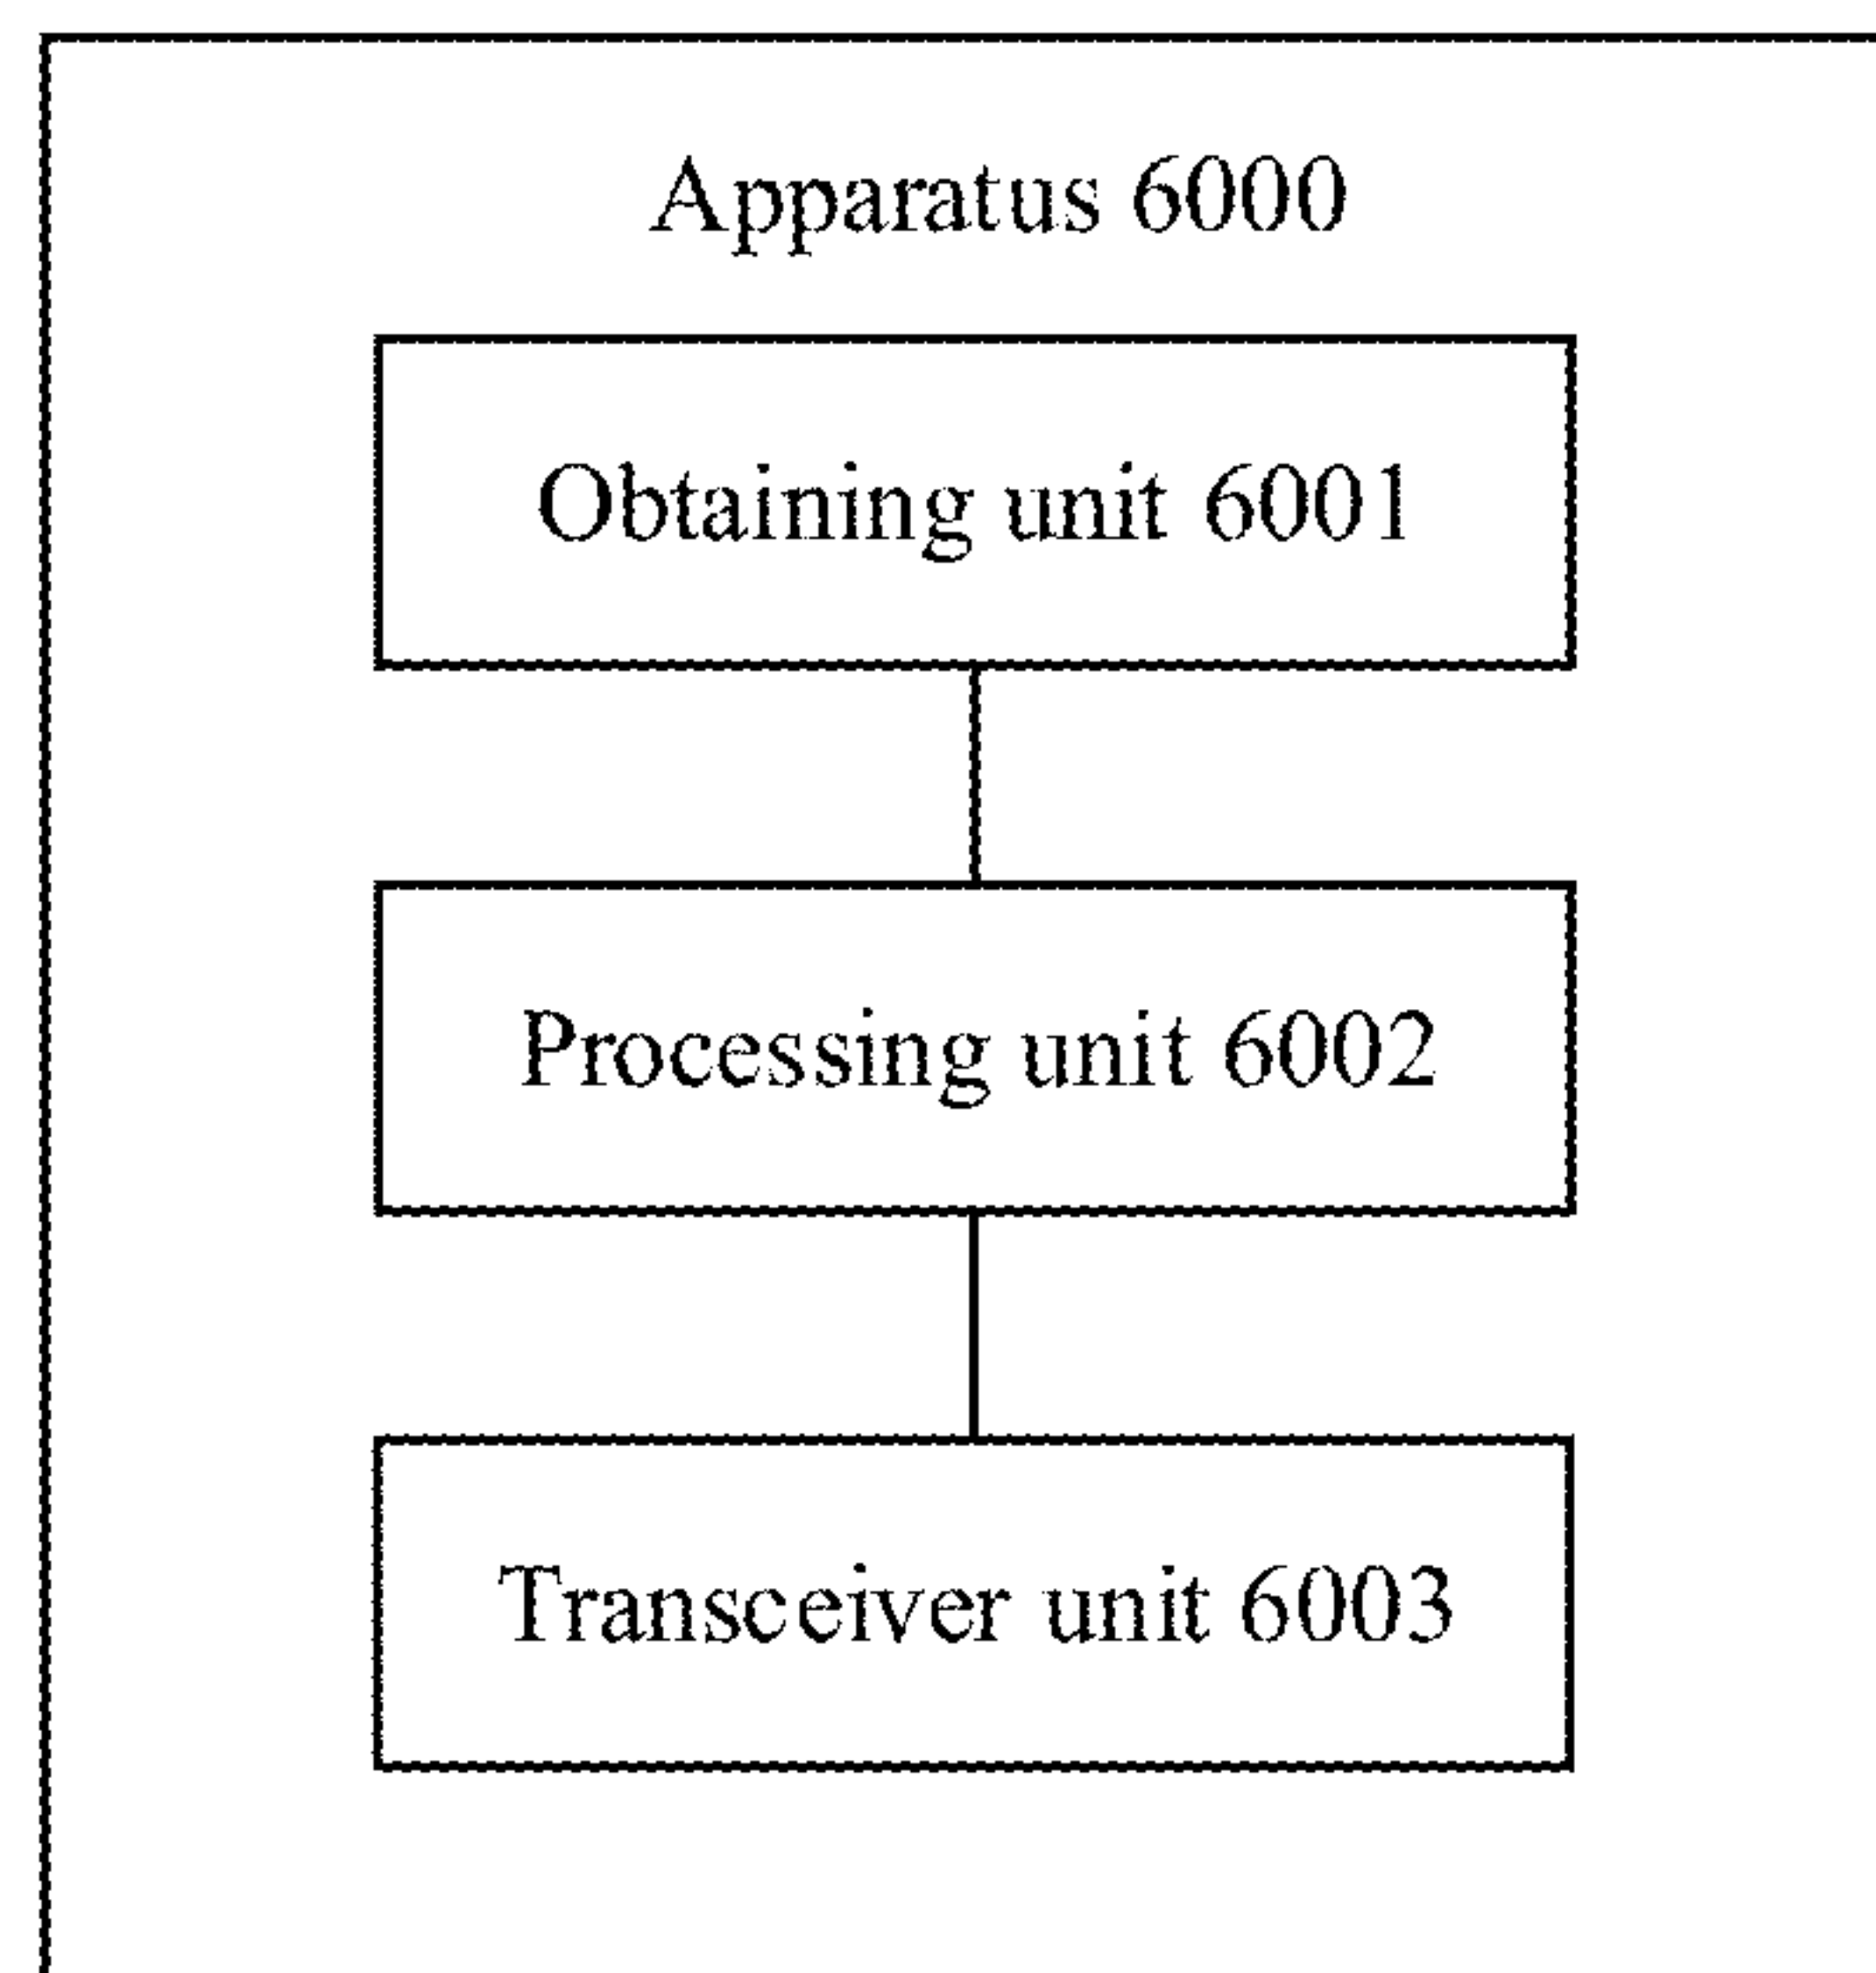 Apparatus 6000
Obtaining unit 6001
Processing unit 6002
Transceiver unit 6003